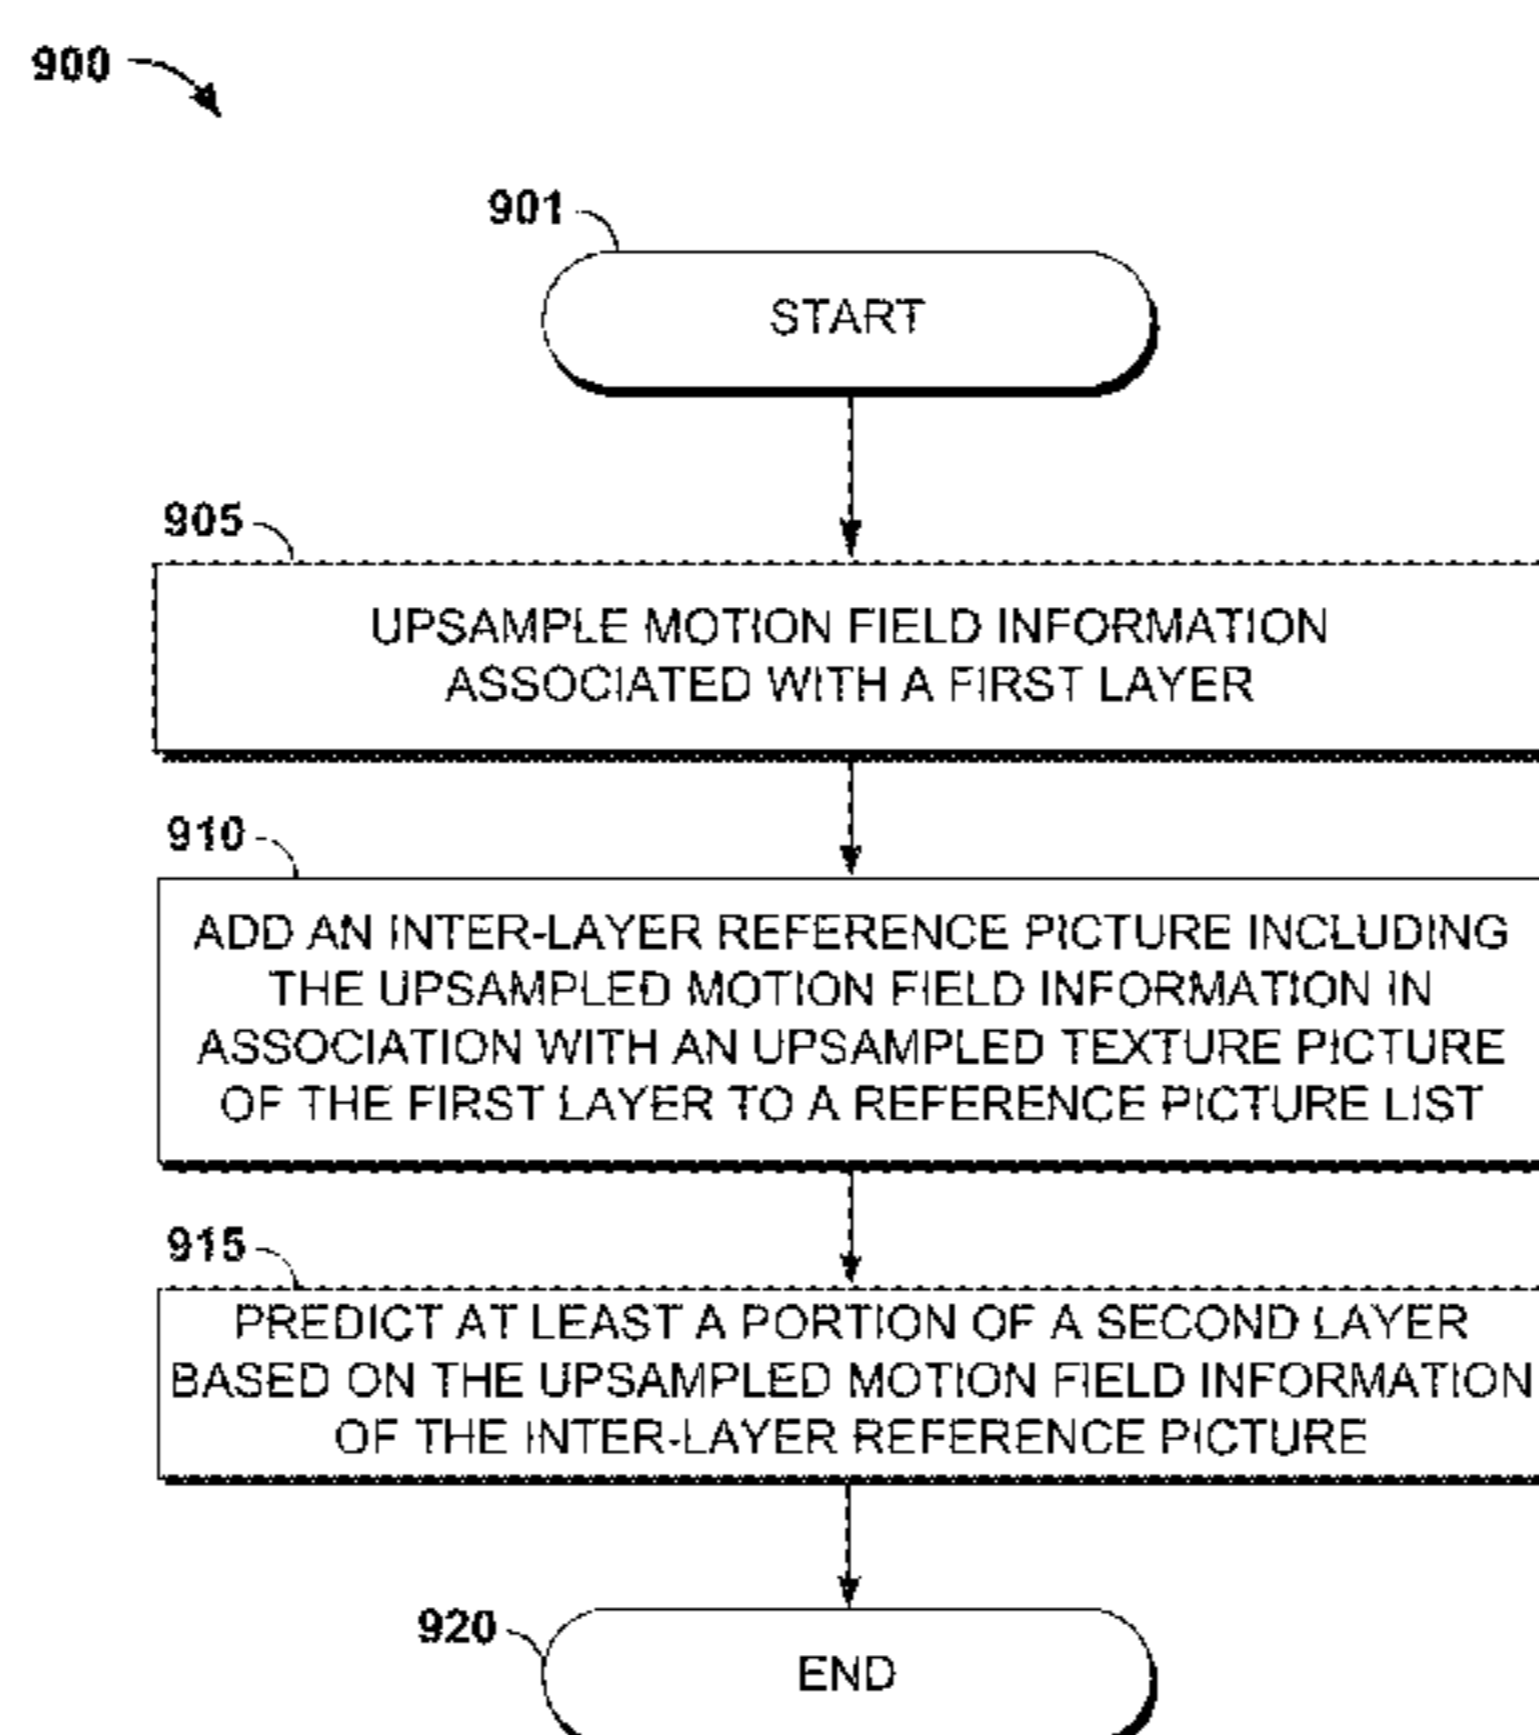 900
901
START
905
UPSAMPLE MOTION FIELD INFORMATION
ASSOCIATED WITH A FIRST LAYER
910
ADD AN INTER-LAYER REFERENCE PICTURE INCLUDING
THE UPSAMPLED MOTION FIELD INFORMATION IN
ASSOCIATION WITH AN UPSAMPLED TEXTURE PICTURE
OF THE FIRST LAYER TO A REFERENCE PICTURE LIST
915
PREDICT AT LEAST A PORTION OF A SECOND LAYER
BASED ON THE UPSAMPLED MOTION FIELD INFORMATION
OF THE INTER-LAYER REFERENCE PICTURE
920
END